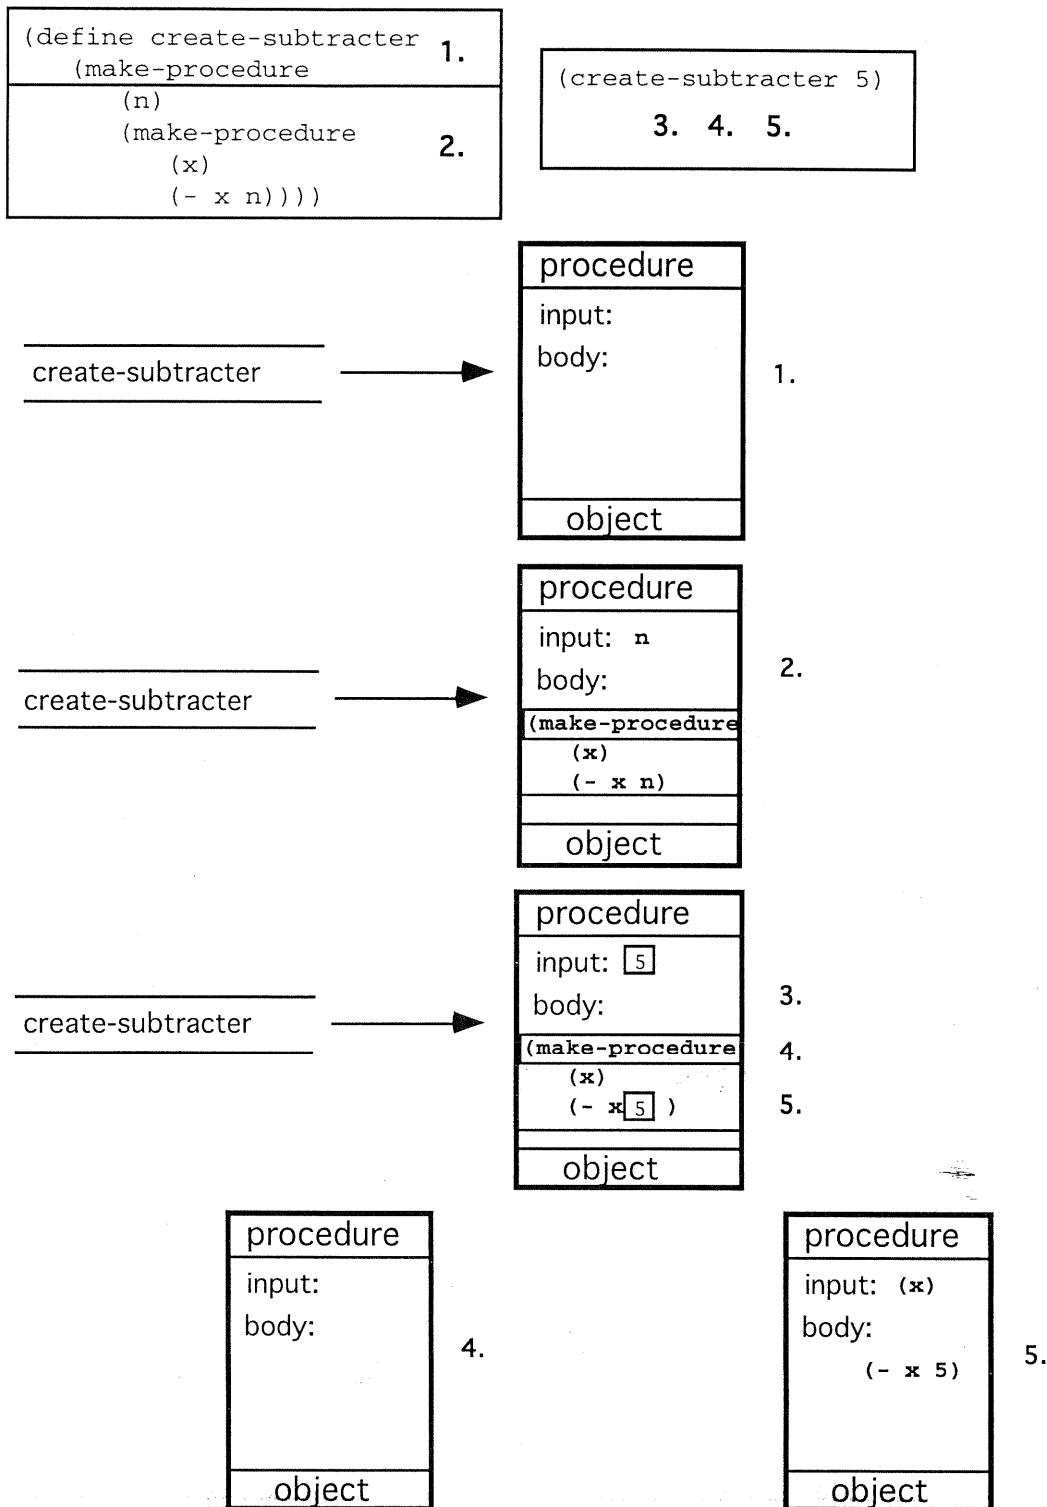 (define create-subtracter 1.
(make-procedure
(n)
(make-procedure 2.
(x)
(- x n))))
(create-subtracter 5)
3. 4. 5.
procedure
input:
body:
object
create-subtracter
1.
procedure
input: n
body:
(make-procedure
(x)
(- x n)
object
create-subtracter
2.
procedure
input: 5
body:
(make-procedure
(x)
(- x 5 )
object
create-subtracter
3.
4.
5.
procedure
input:
body:
object
4.
procedure
input: (x)
body:
(- x 5)
object
5.